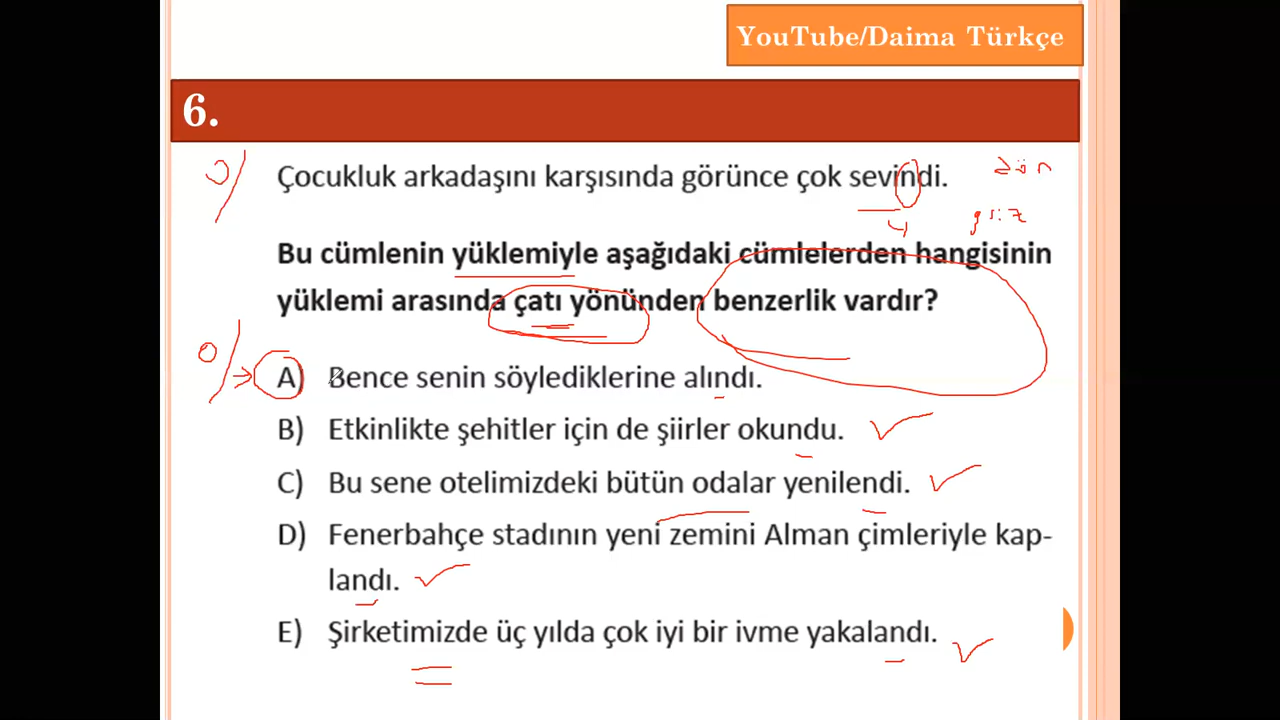 YouTube/Daima Türkçe
6.
Çocukluk arkadaşını karşısında görünce çok sevindi.
dön
Bu cümlenin yüklemiyle aşağıdaki cümlelerden hangisinin
yüklemi arasında çatı yönünden benzerlik vardır?
A) Bence senin söylediklerine alındı.
B) Etkinlikte şehitler için de şiirler okundu.
C) Bu sene otelimizdeki bütün odalar yenilendi.
D) Fenerbahçe stadının yeni zemini Alman çimleriyle kap-
landı.
E) Şirketimizde üç yılda çok iyi bir ivme yakalandı.